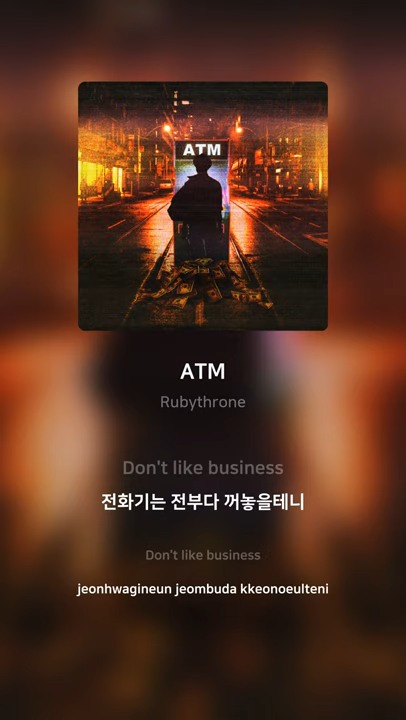 ATM
ATM
Rubythrone
Don't like business
전화기는 전부다 꺼놓을테니
Don't like business
jeonhwagineun jeombuda kkeonoeulteni